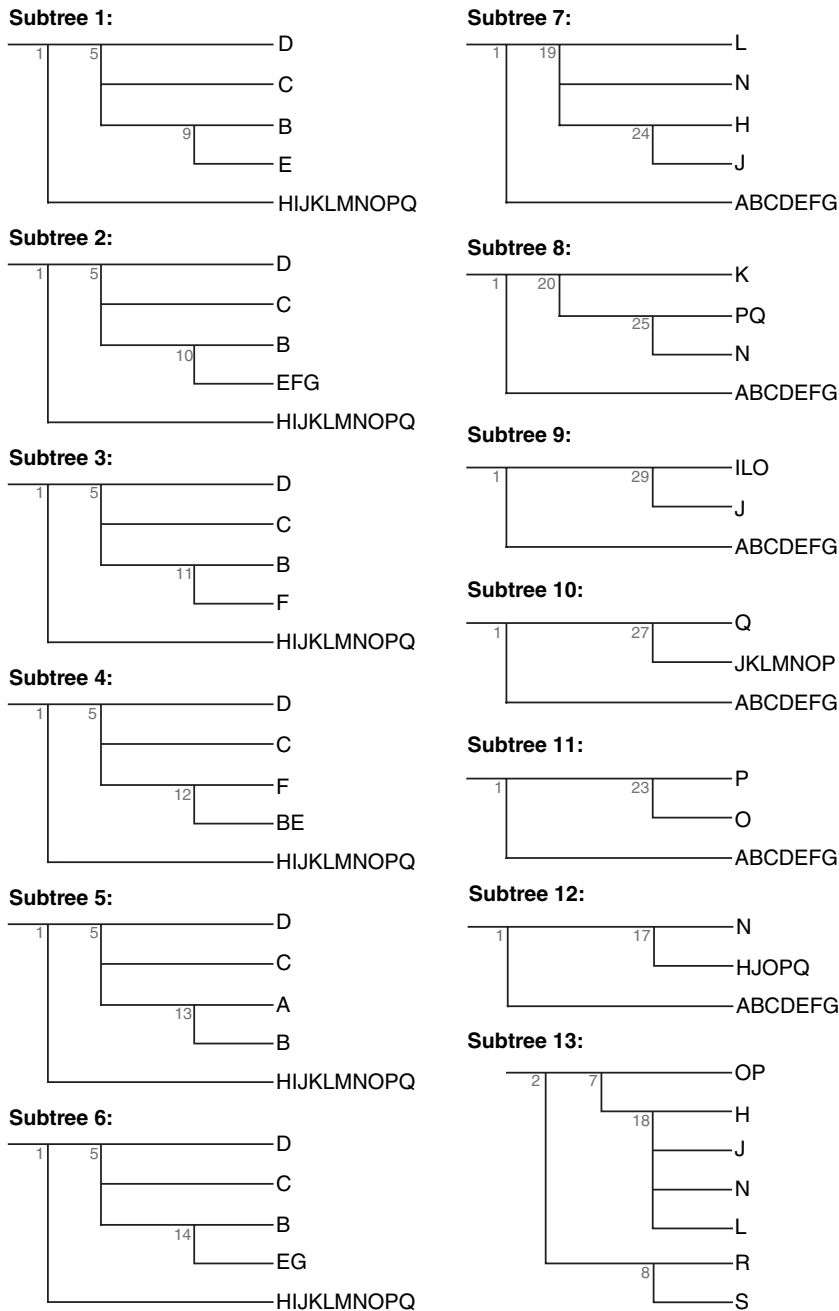 Subtree 1:
D
1
5
C
B
9
E
HIJKLMNOPQ
Subtree 2:
D
1
5
C
B
10
EFG
HIJKLMNOPQ
Subtree 3:
D
1
5
C
B
11
F
HIJKLMNOPQ
Subtree 4:
D
1
5
C
F
12
BE
HIJKLMNOPQ
Subtree 5:
D
1
5
C
A
13
B
HIJKLMNOPQ
Subtree 6:
D
1
5
C
B
14
EG
HIJKLMNOPQ
Subtree 7:
L
1
19
N
H
24
J
ABCDEFG
Subtree 8:
K
1
20
PQ
25
N
ABCDEFG
Subtree 9:
ILO
1
29
J
ABCDEFG
Subtree 10:
Q
1
27
JKLMNOP
ABCDEFG
Subtree 11:
P
1
23
O
ABCDEFG
Subtree 12:
N
1
17
HJOPQ
ABCDEFG
Subtree 13:
OP
2
7
H
18
J
N
L
R
8
S